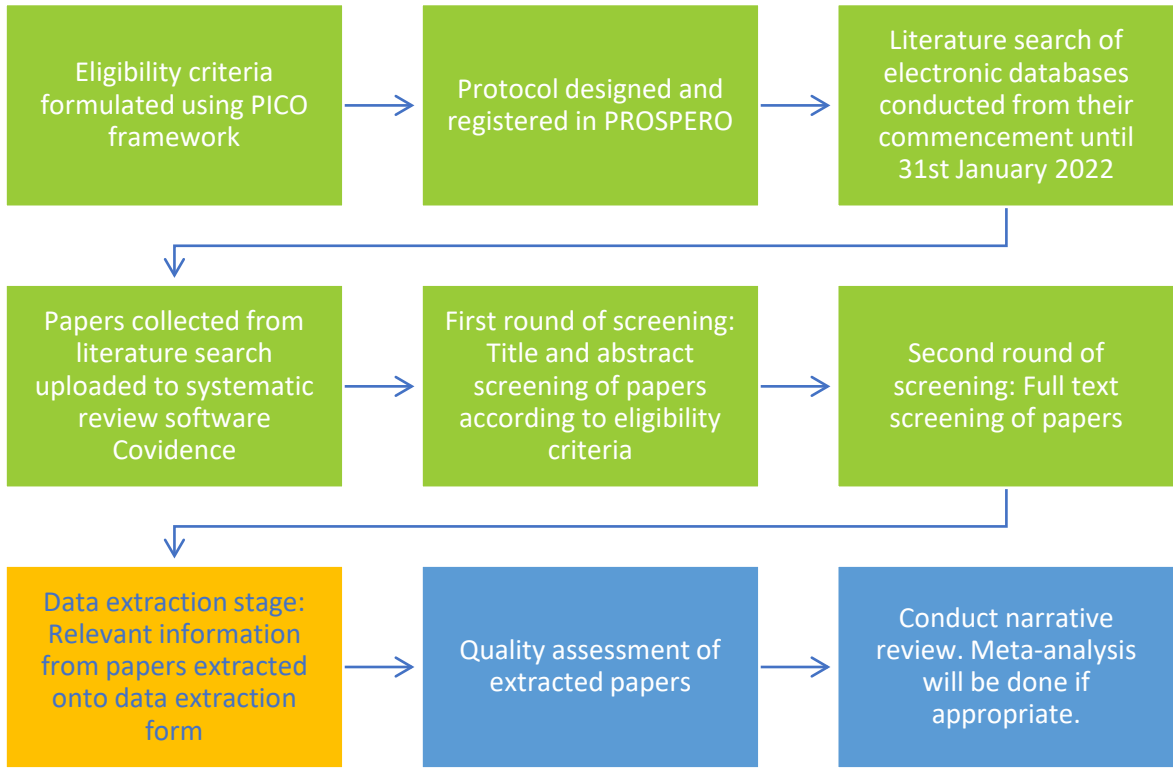 Eligibility criteria
formulated using PICO
framework
Protocol designed and
registered in PROSPERO
Literature search of
electronic databases
conducted from their
commencement until
31st January 2022
Papers collected from
literature search
uploaded to systematic
review software
Covidence
First round of screening:
Title and abstract
screening of papers
according to eligibility
criteria
Second round of
screening: Full text
screening of papers
Data extraction stage:
Relevant information
from papers extracted
onto data extraction
form
Quality assessment of
extracted papers
Conduct narrative
review. Meta-analysis
will be done if
appropriate.